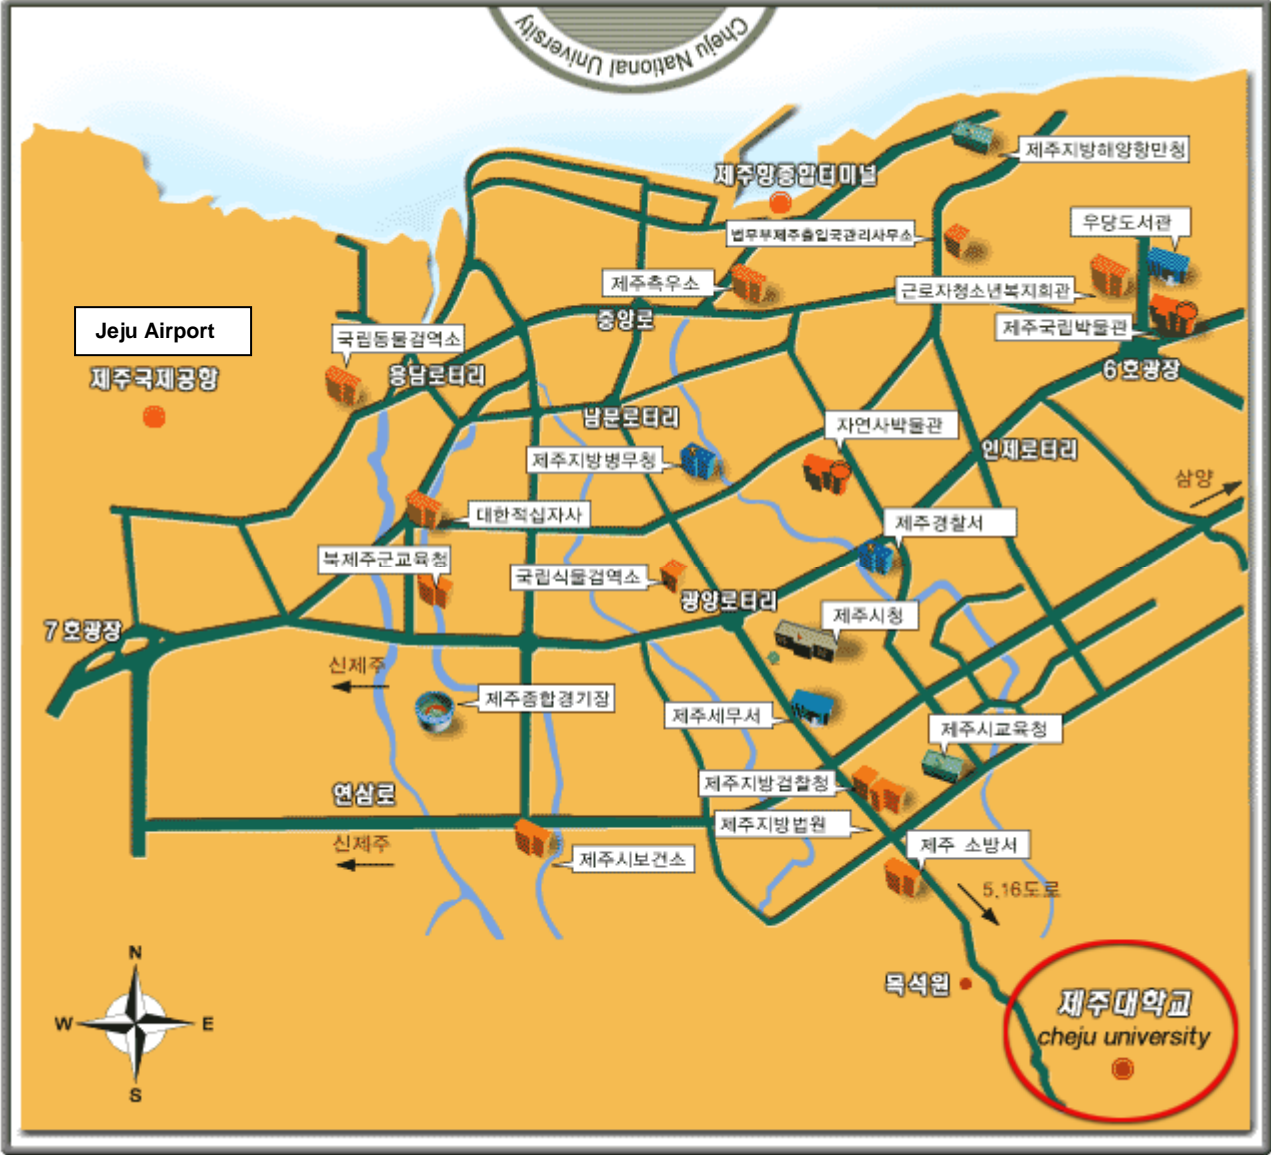 Cheju National University
제주지방해양항만청
제주항종합터미널
우당도서관
법무부제주출입국관리사무소
제주측우소
근로자청소년복지회관
Jeju Airport
중앙로
제주국립박물관
국립동물검역소
제주국제공항
용담로터리
6호광장
남문로터리
자연사박물관
인제로터리
제주지방병무청
삼양
대한적십자사
제주경찰서
북제주군교육청
국립식물검역소
광양로터리
제주시청
7호광장
신제주
제주종합경기장
제주세무서
제주시교육청
제주지방검찰청
연삼로
제주지방법원
신제주
제주 소방서
제주시보건소
5.16도로
N
목석원
제주대학교
W
E
cheju university
S